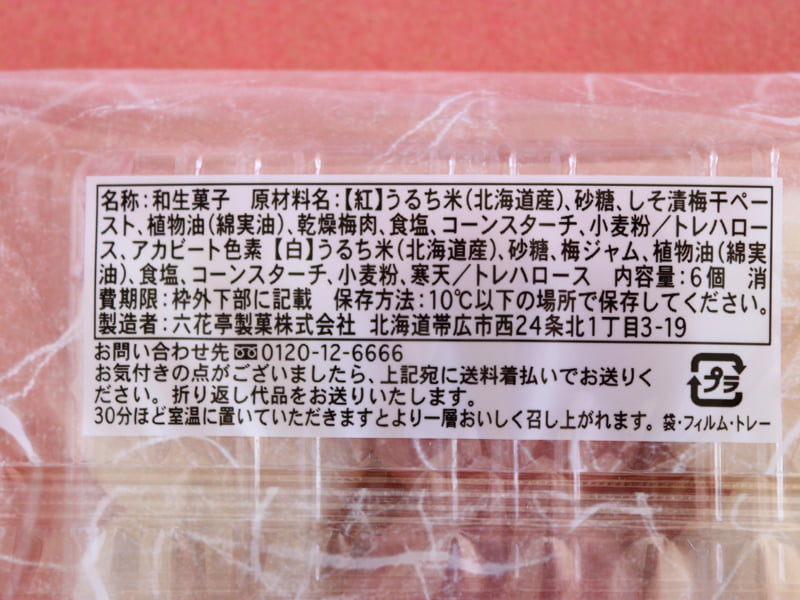 名称：和生菓子　原材料名：【紅】うるち米（北海道産）、砂糖、しそ漬梅干ペー
スト、植物油（綿実油）、乾燥梅肉、食塩、コーンスターチ、小麦粉／トレハロー
ス、アカビート色素【白】うるち米（北海道産）、砂糖、梅ジャム、植物油（綿実
油）、食塩、コーンスターチ、小麦粉、寒天／トレハロース　内容量：6個　消
費期限：枠外下部に記載　保存方法：10℃以下の場所で保存してください。
製造者：六花亭製菓株式会社　北海道帯広市西24条北1丁目3-19
お問い合わせ先 0120-12-6666
お気付きの点がございましたら、上記宛に送料着払いでお送りく
ださい。折り返し代品をお送りいたします。
30分ほど室温に置いていただきますとより一層おいしく召し上がれます。
プラ
袋・フィルム・トレー